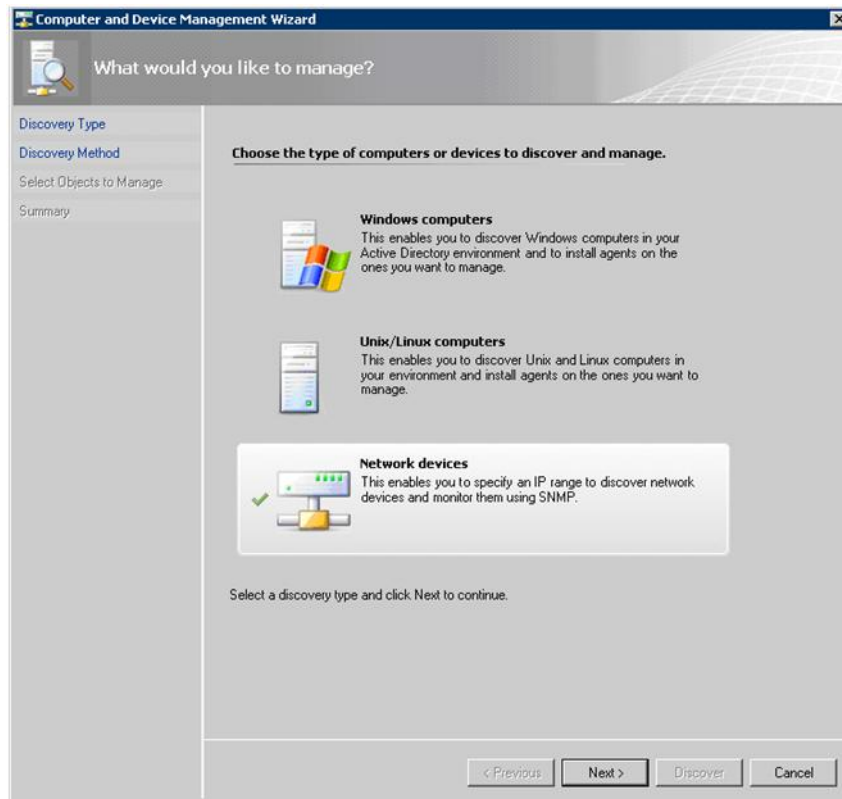 Computer and Device Management Wizard
What would you like to manage?
Discovery Type
Discovery Method
Select Objects to Manage
Summary
Choose the type of computers or devices to discover and manage.
Windows computers
This enables you to discover Windows computers in your
Active Directory environment and to install agents on the
ones you want to manage.
Unix/Linux computers
This enables you to discover Unix and Linux computers in
your environment and install agents on the ones you want to
manage.
Network devices
This enables you to specify an IP range to discover network
devices and monitor them using SNMP.
Select a discovery type and click Next to continue.
< Previous
Next >
Discover
Cancel